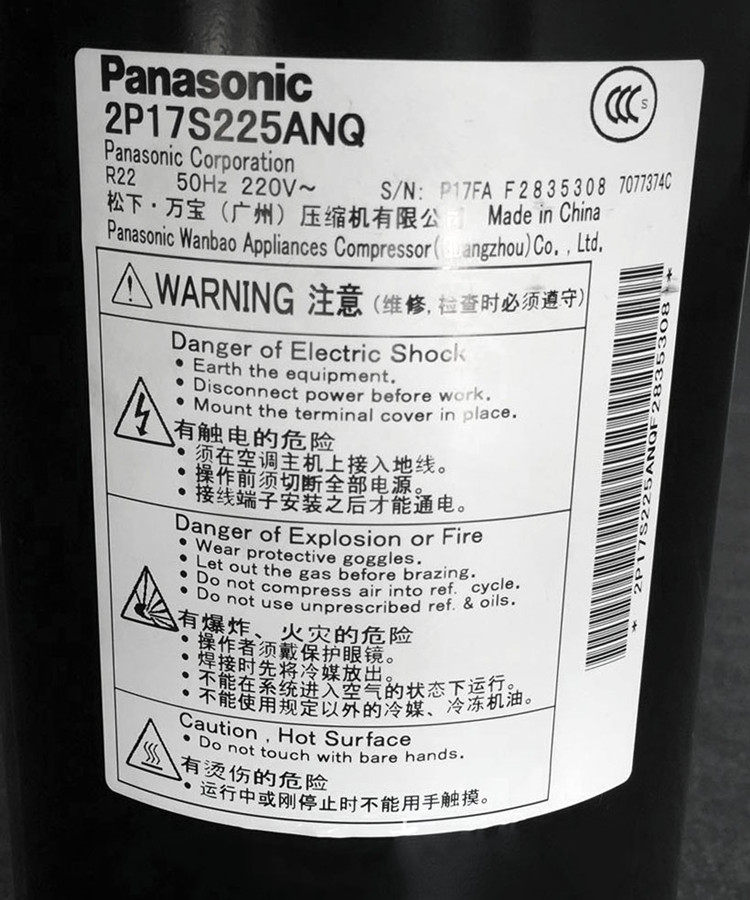 Panasonic
2P17S225ANQ
Panasonic Corporation
R22 50Hz 220V~ S/N: P17FA F2835308 7077374C
松下·万宝（广州）压缩机有限公 Made in China
Panasonic Wanbao Appliances Compressor( angzhou)Co., Ltd.
WARNING 注意（维修,检查时必须遵守）
Danger of Electric Shock
• Earth the equipment.
• Disconnect power before work.
• Mount the terminal cover in place.
有触电的危险
• 须在空调主机上接入地线。
• 操作前须切断全部电源。
• 接线端子安装之后才能通电。
Danger of Explosion or Fire
• Wear protective goggles.
• Let out the gas before brazing.
• Do not compress air into ref. cycle.
• Do not use unprescribed ref. & oils.
有爆炸、火灾的危险
• 操作者须戴保护眼镜。
• 焊接时先将冷媒放出。
• 不能在系统进入空气的状态下运行。
• 不能使用规定以外的冷媒、冷冻机油。
Caution , Hot Surface
• Do not touch with bare hands.
有烫伤的危险
• 运行中或刚停止时不能用手触摸。
* 2P17S225ANQF2835308 *
CCC S